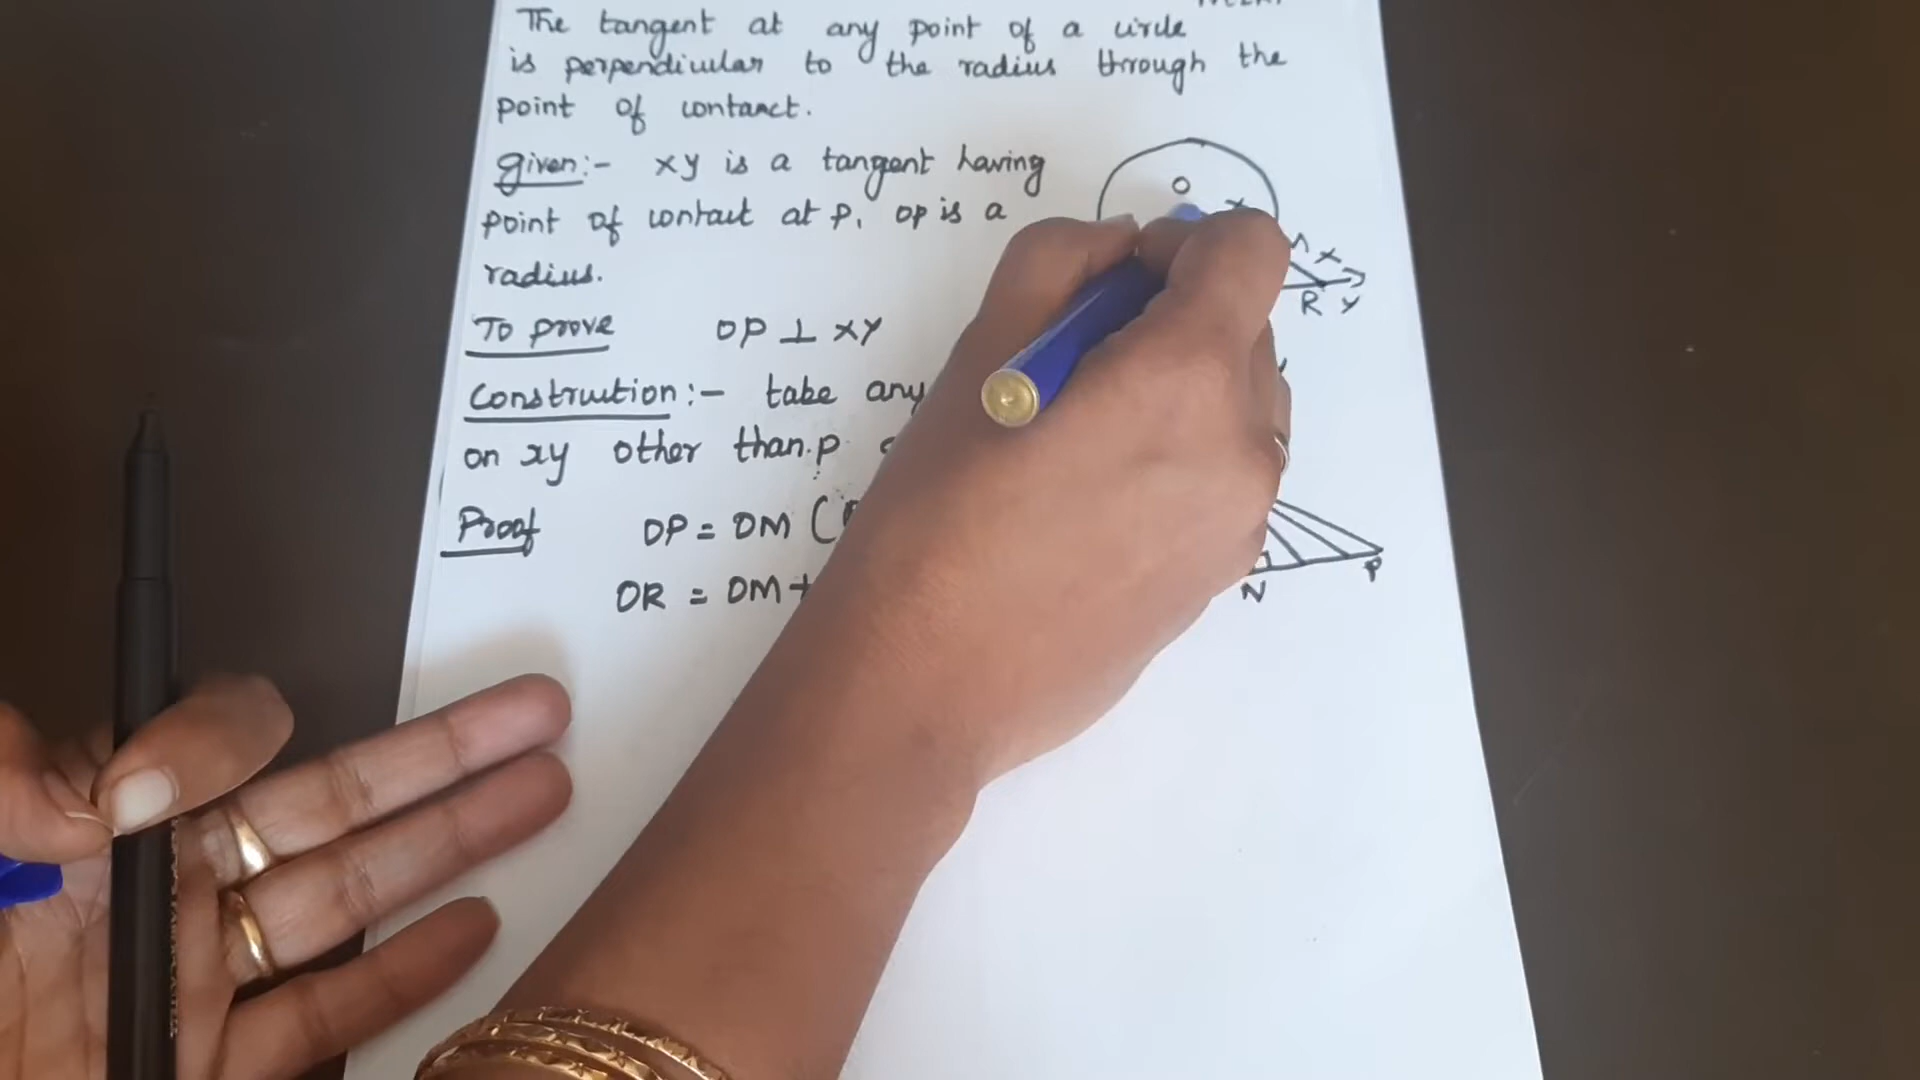 The tangent at any point of a circle
is perpendicular to the radius through the
point of contanct.
given:- xy is a tangent having
point of contact at P, OP is a
radius.
O
x
R y
To prove OP ⊥ XY
Construction:- take any
on xy other than.p
Proof OP = OM (
N P
OR = OM +